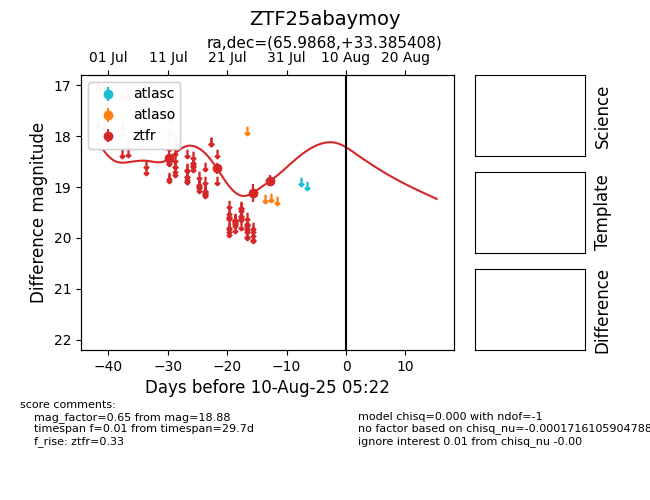 ZTF25abaymoy
ra,dec=(65.9868,+33.385408)
01 Jul 11 Jul 21 Jul 31 Jul 10 Aug 20 Aug
17
18
19
20
21
22
Difference magnitude
atlasc
atlaso
ztfr
−40 −30 −20 −10 0 10
Days before 10-Aug-25 05:22
Science
Template
Difference
score comments:
mag_factor=0.65 from mag=18.88
timespan f=0.01 from timespan=29.7d
f_rise: ztfr=0.33
model chisq=0.000 with ndof=-1
no factor based on chisq_nu=-0.0001716105904788
ignore interest 0.01 from chisq_nu -0.00